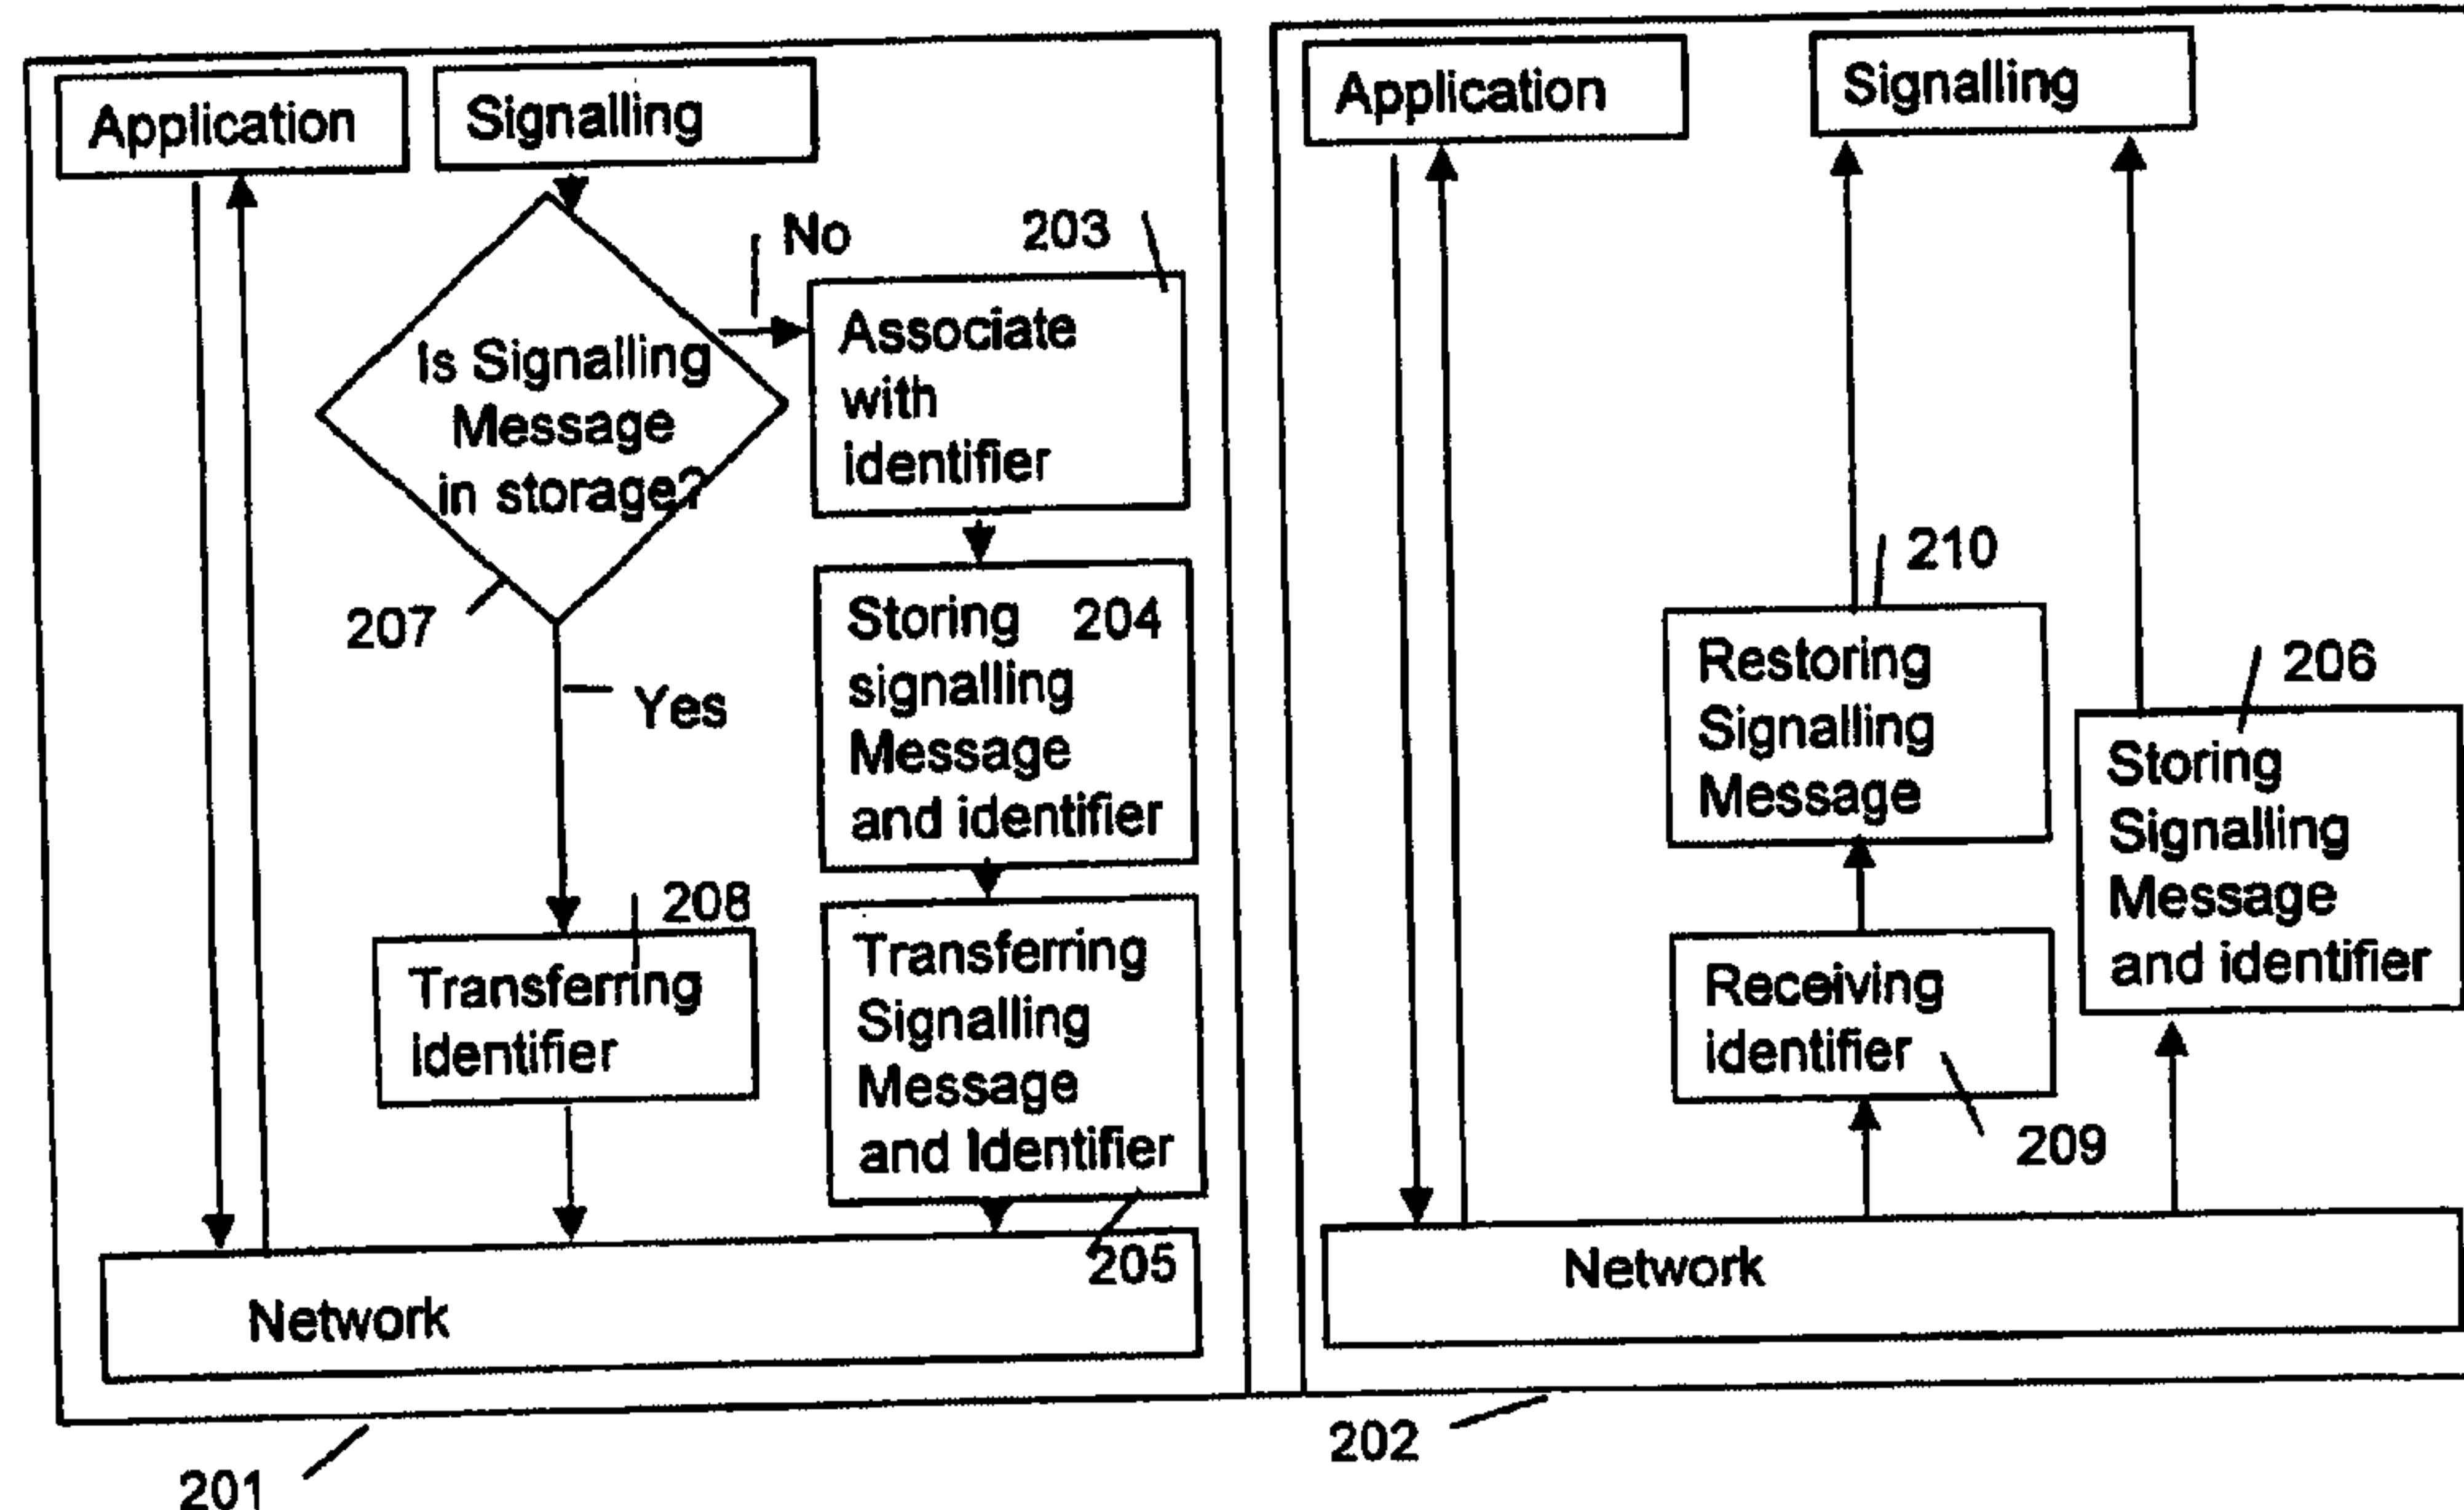 Application
Signalling
No
203
Is Signalling
Message
in storage?
207
Associate
with
identifier
Storing 204
signalling
Message
and identifier
Yes
208
Transferring
identifier
Transferring
Signalling
Message
and Identifier
205
Network
201
Application
Signalling
210
Restoring
Signalling
Message
206
Storing
Signalling
Message
and identifier
Receiving
identifier
209
Network
202